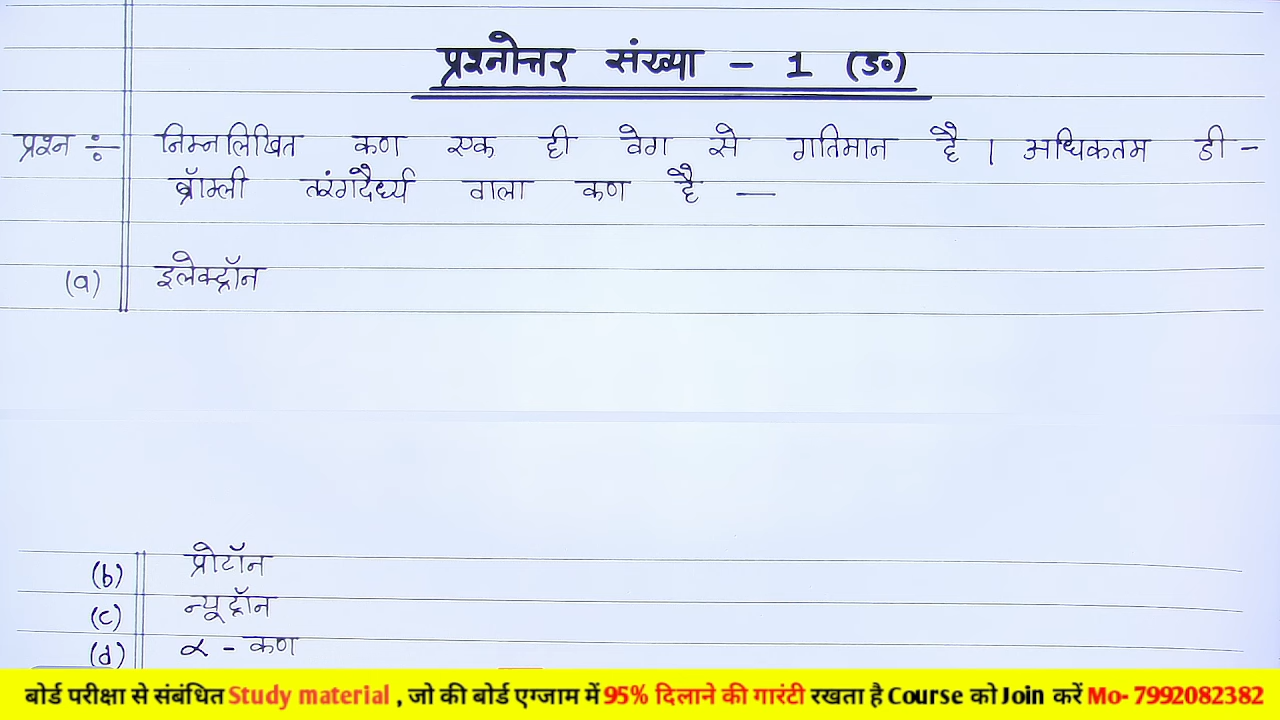 प्रश्नोत्तर संख्या - 1 (ङ०)
प्रश्न ÷ निम्नलिखित कण एक ही वेग से गतिमान है । अधिकतम डी -
ब्रॉग्ली तरंगदैर्ध्य वाला कण है —
(a) इलेक्ट्रॉन
(b) प्रोटॉन
(c) न्यूट्रॉन
(d) α - कण
बोर्ड परीक्षा से संबंधित Study material , जो की बोर्ड एग्जाम में 95% दिलाने की गारंटी रखता है Course को Join करें Mo- 7992082382